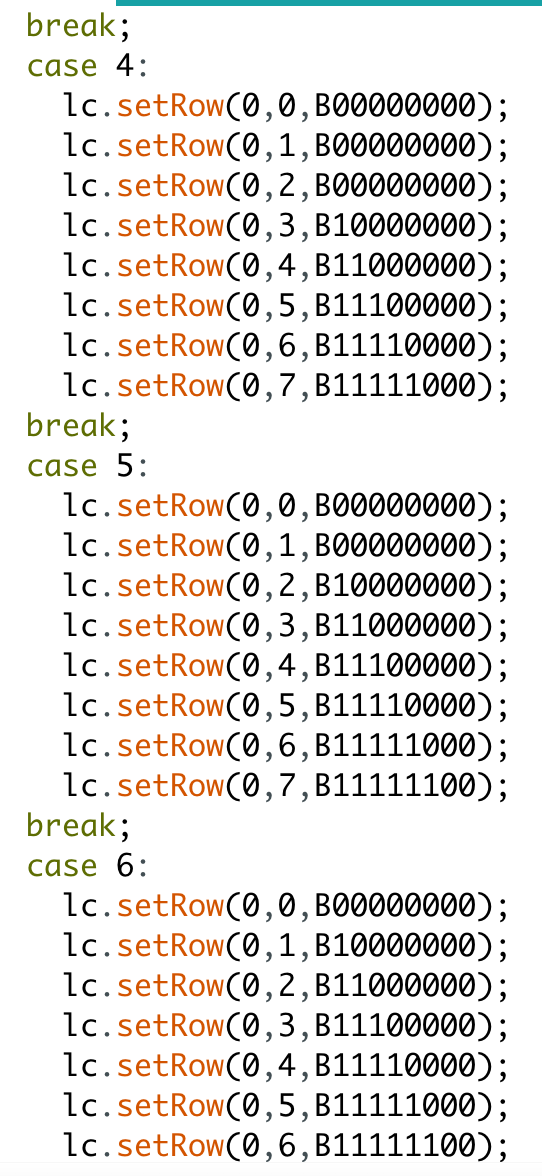 break;
case 4:
  lc.setRow(0,0,B00000000);
  lc.setRow(0,1,B00000000);
  lc.setRow(0,2,B00000000);
  lc.setRow(0,3,B10000000);
  lc.setRow(0,4,B11000000);
  lc.setRow(0,5,B11100000);
  lc.setRow(0,6,B11110000);
  lc.setRow(0,7,B11111000);
break;
case 5:
  lc.setRow(0,0,B00000000);
  lc.setRow(0,1,B00000000);
  lc.setRow(0,2,B10000000);
  lc.setRow(0,3,B11000000);
  lc.setRow(0,4,B11100000);
  lc.setRow(0,5,B11110000);
  lc.setRow(0,6,B11111000);
  lc.setRow(0,7,B11111100);
break;
case 6:
  lc.setRow(0,0,B00000000);
  lc.setRow(0,1,B10000000);
  lc.setRow(0,2,B11000000);
  lc.setRow(0,3,B11100000);
  lc.setRow(0,4,B11110000);
  lc.setRow(0,5,B11111000);
  lc.setRow(0,6,B11111100);